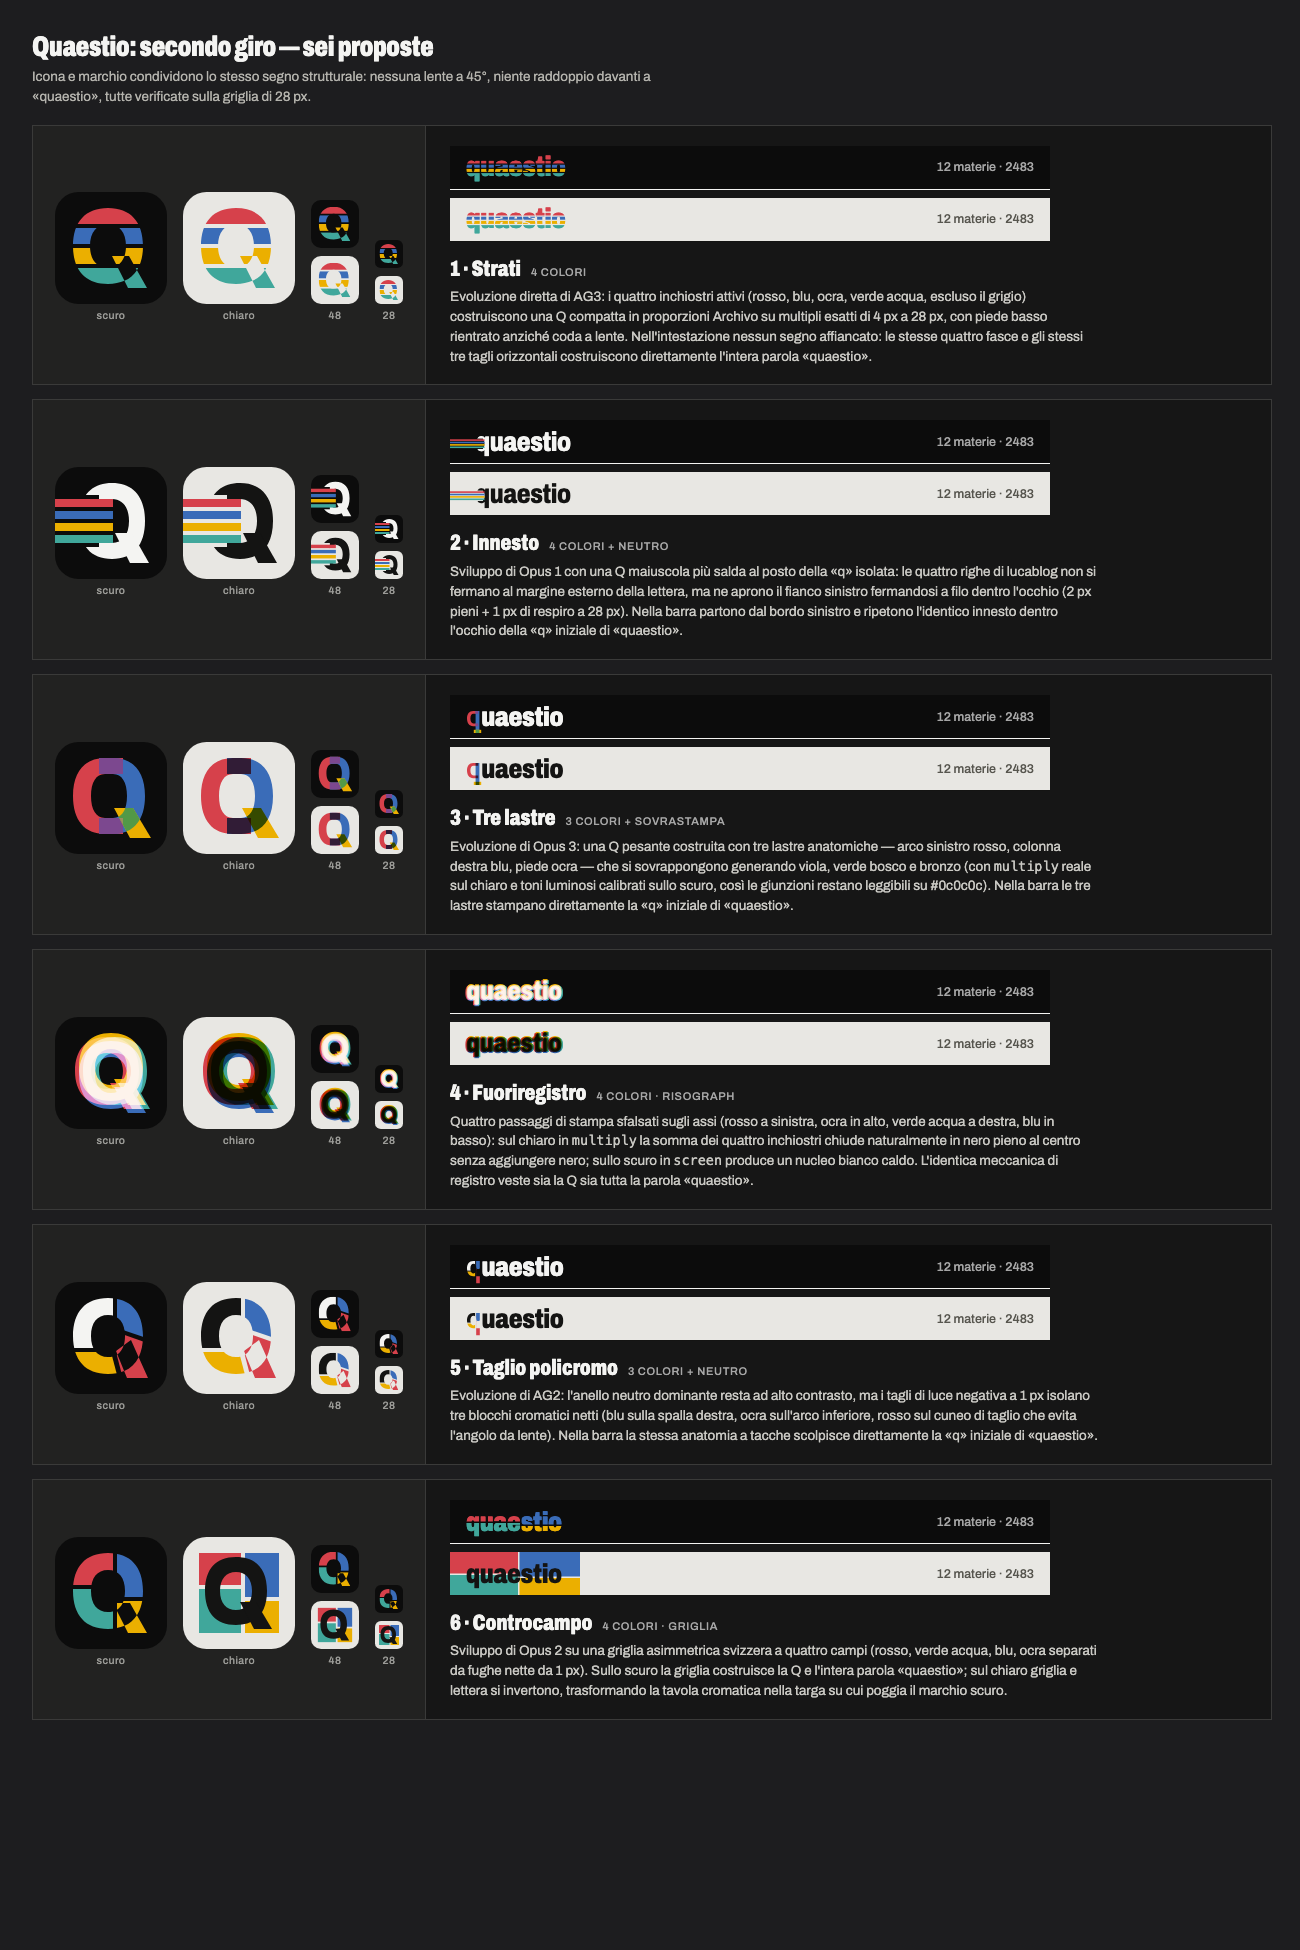 Quaestio: secondo giro — sei proposte
Icona e marchio condividono lo stesso segno strutturale: nessuna lente a 45°, niente raddoppio davanti a
«quaestio», tutte verificate sulla griglia di 28 px.
Q Q Q Q Q Q
scuro chiaro 48 28
quaestio 12 materie · 2483
quaestio 12 materie · 2483
1 · Strati 4 COLORI
Evoluzione diretta di AG3: i quattro inchiostri attivi (rosso, blu, ocra, verde acqua, escluso il grigio)
costruiscono una Q compatta in proporzioni Archivo su multipli esatti di 4 px a 28 px, con piede basso
rientrato anziché coda a lente. Nell'intestazione nessun segno affiancato: le stesse quattro fasce e gli stessi
tre tagli orizzontali costruiscono direttamente l'intera parola «quaestio».
Q Q Q Q Q Q
scuro chiaro 48 28
quaestio 12 materie · 2483
quaestio 12 materie · 2483
2 · Innesto 4 COLORI + NEUTRO
Sviluppo di Opus 1 con una Q maiuscola più salda al posto della «q» isolata: le quattro righe di lucablog non si
fermano al margine esterno della lettera, ma ne aprono il fianco sinistro fermandosi a filo dentro l'occhio (2 px
pieni + 1 px di respiro a 28 px). Nella barra partono dal bordo sinistro e ripetono l'identico innesto dentro
l'occhio della «q» iniziale di «quaestio».
Q Q Q Q Q Q
scuro chiaro 48 28
quaestio 12 materie · 2483
quaestio 12 materie · 2483
3 · Tre lastre 3 COLORI + SOVRASTAMPA
Evoluzione di Opus 3: una Q pesante costruita con tre lastre anatomiche — arco sinistro rosso, colonna
destra blu, piede ocra — che si sovrappongono generando viola, verde bosco e bronzo (con multiply reale
sul chiaro e toni luminosi calibrati sullo scuro, così le giunzioni restano leggibili su #0c0c0c). Nella barra le tre
lastre stampano direttamente la «q» iniziale di «quaestio».
Q Q Q Q Q Q
scuro chiaro 48 28
quaestio 12 materie · 2483
quaestio 12 materie · 2483
4 · Fuoriregistro 4 COLORI · RISOGRAPH
Quattro passaggi di stampa sfalsati sugli assi (rosso a sinistra, ocra in alto, verde acqua a destra, blu in
basso): sul chiaro in multiply la somma dei quattro inchiostri chiude naturalmente in nero pieno al centro
senza aggiungere nero; sullo scuro in screen produce un nucleo bianco caldo. L'identica meccanica di
registro veste sia la Q sia tutta la parola «quaestio».
Q Q Q Q Q Q
scuro chiaro 48 28
quaestio 12 materie · 2483
quaestio 12 materie · 2483
5 · Taglio policromo 3 COLORI + NEUTRO
Evoluzione di AG2: l'anello neutro dominante resta ad alto contrasto, ma i tagli di luce negativa a 1 px isolano
tre blocchi cromatici netti (blu sulla spalla destra, ocra sull'arco inferiore, rosso sul cuneo di taglio che evita
l'angolo da lente). Nella barra la stessa anatomia a tacche scolpisce direttamente la «q» iniziale di «quaestio».
Q Q Q Q Q Q
scuro chiaro 48 28
quaestio 12 materie · 2483
quaestio 12 materie · 2483
6 · Controcampo 4 COLORI · GRIGLIA
Sviluppo di Opus 2 su una griglia asimmetrica svizzera a quattro campi (rosso, verde acqua, blu, ocra separati
da fughe nette da 1 px). Sullo scuro la griglia costruisce la Q e l'intera parola «quaestio»; sul chiaro griglia e
lettera si invertono, trasformando la tavola cromatica nella targa su cui poggia il marchio scuro.